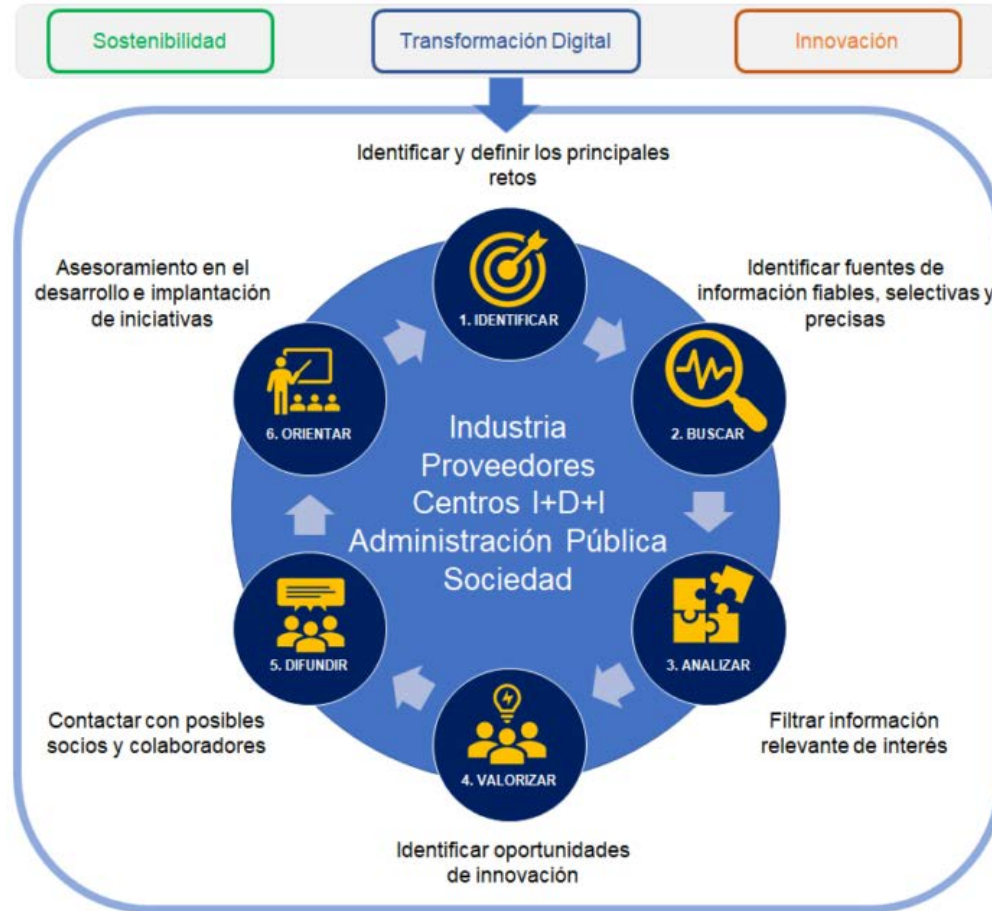 Sostenibilidad
Transformación Digital
Innovación
Identificar y definir los principales
retos
1. IDENTIFICAR
Identificar fuentes de
información fiables, selectivas y
precisas
2. BUSCAR
3. ANALIZAR
Filtrar información
relevante de interés
4. VALORIZAR
Identificar oportunidades
de innovación
5. DIFUNDIR
Contactar con posibles
socios y colaboradores
6. ORIENTAR
Asesoramiento en el
desarrollo e implantación
de iniciativas
Industria
Proveedores
Centros I+D+I
Administración Pública
Sociedad